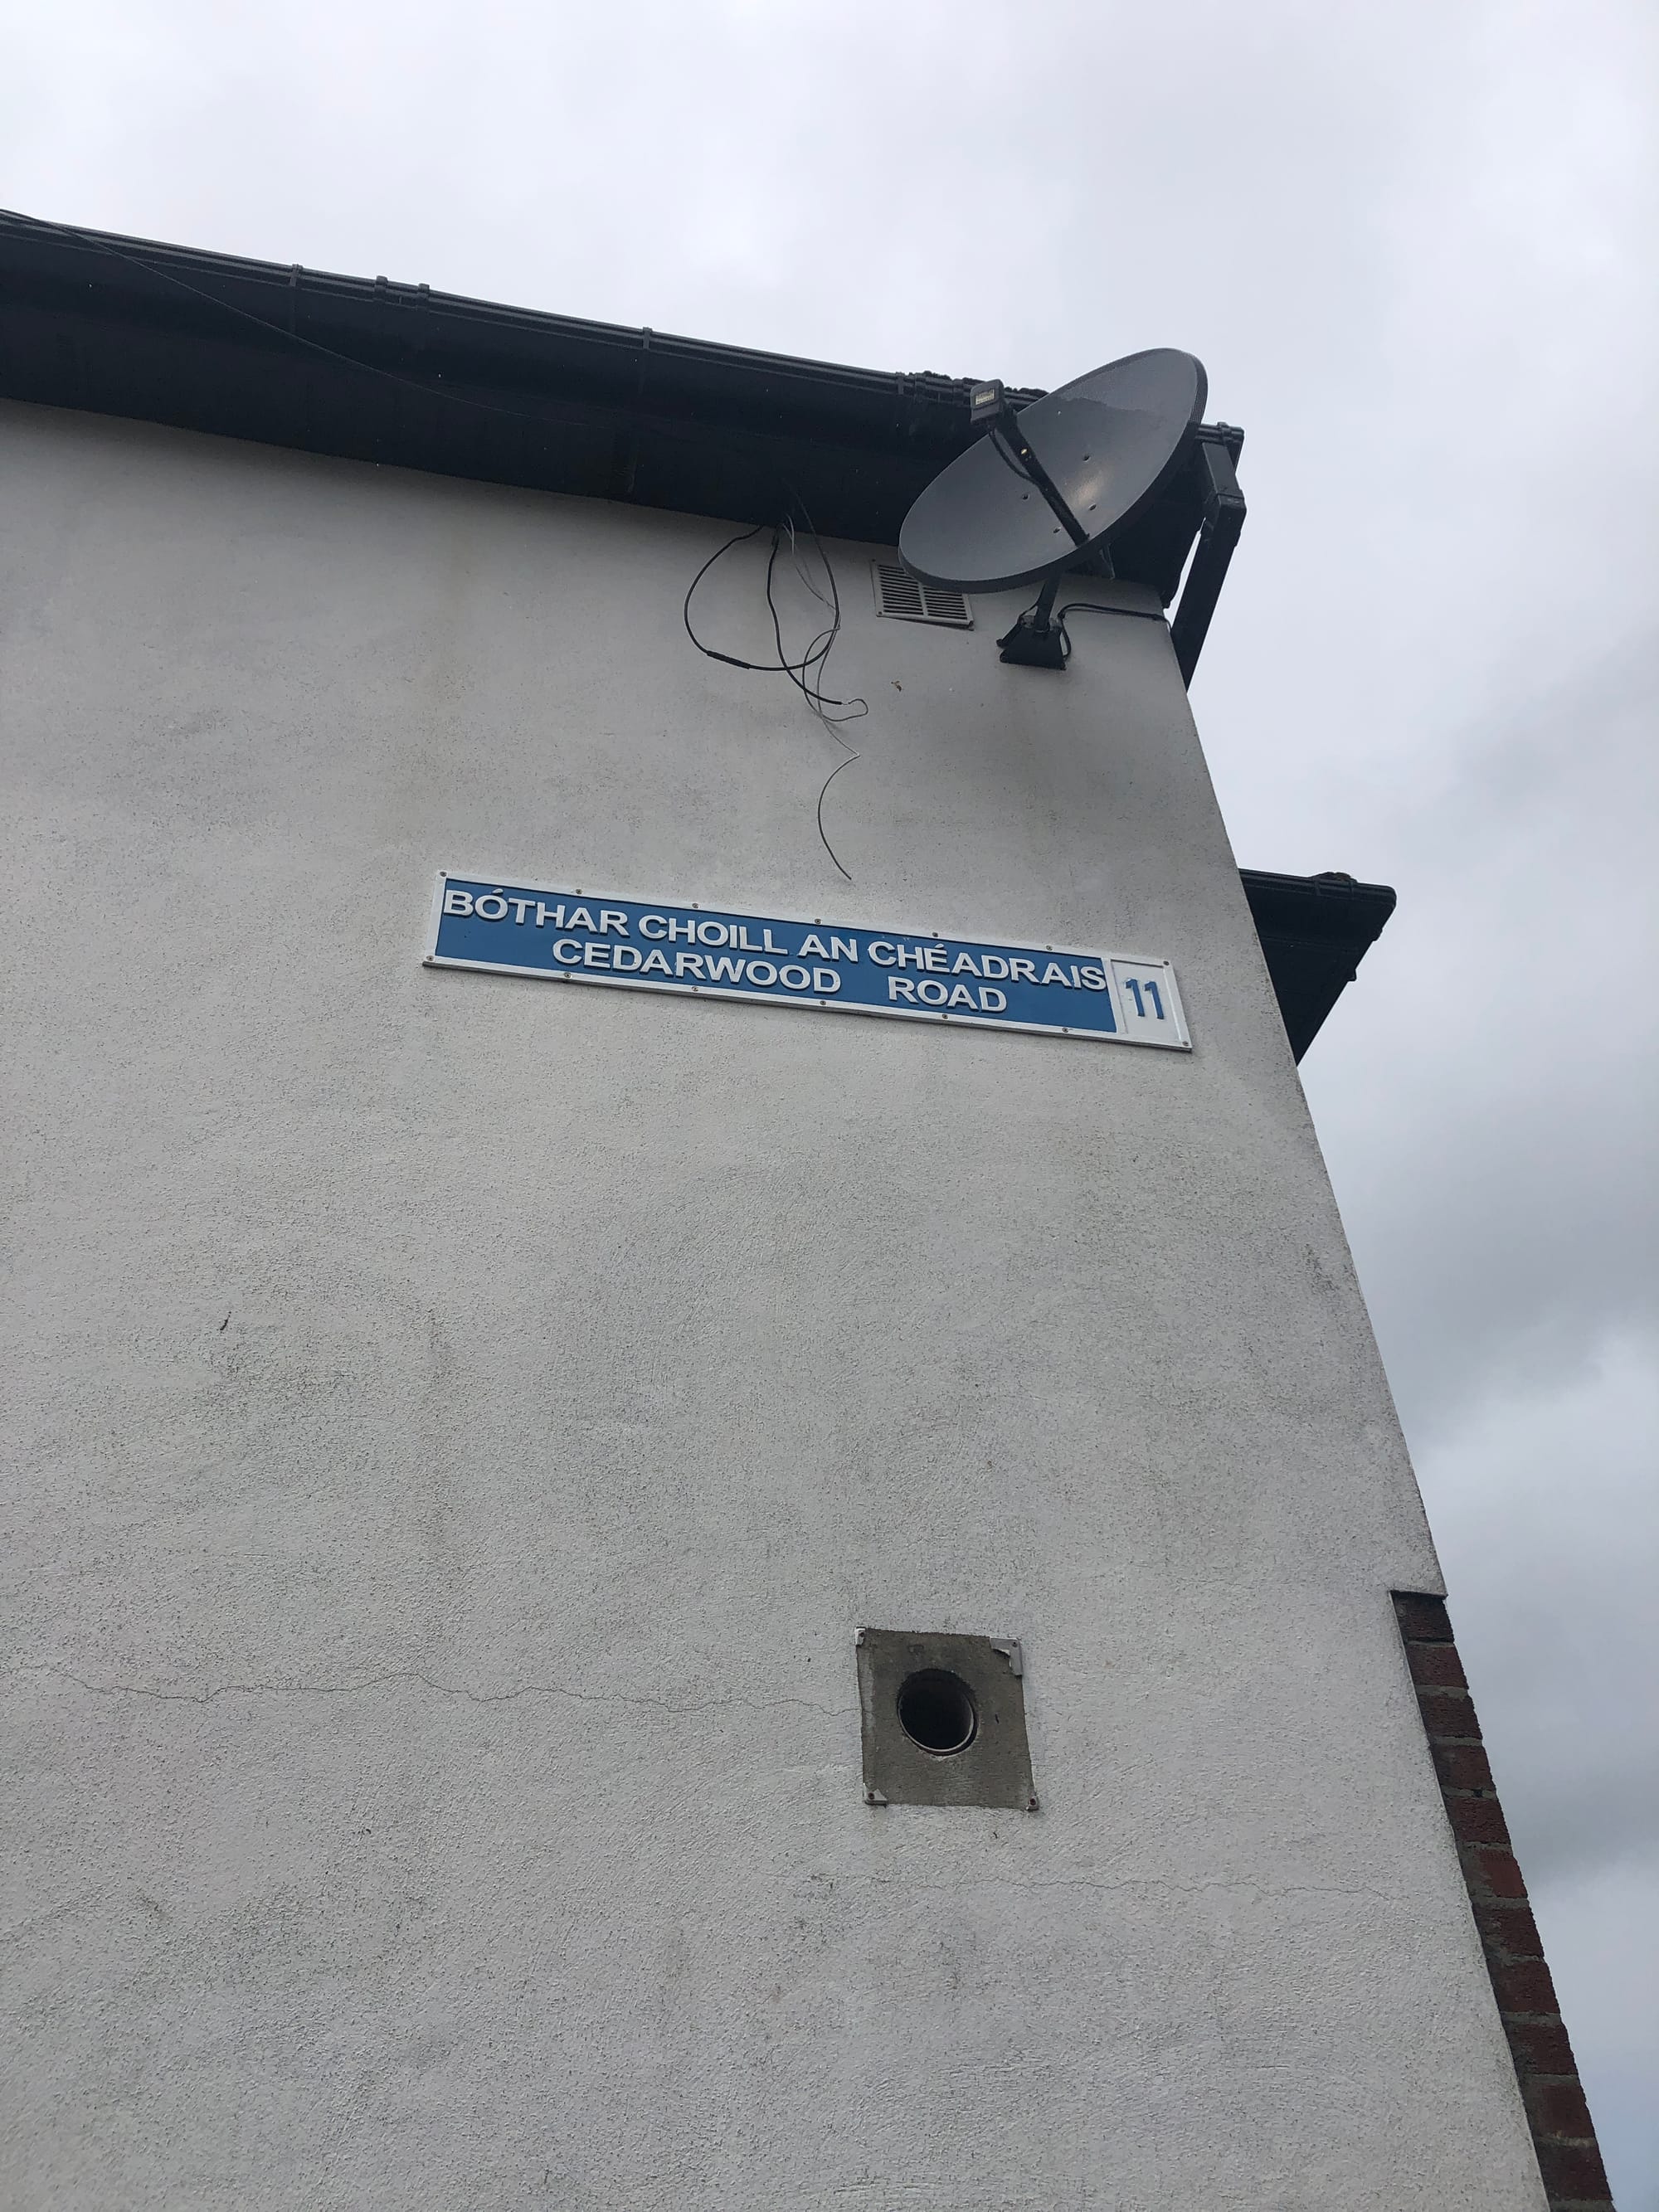 BÓTHAR CHOILL AN CHÉADRAIS
CEDARWOOD ROAD
11